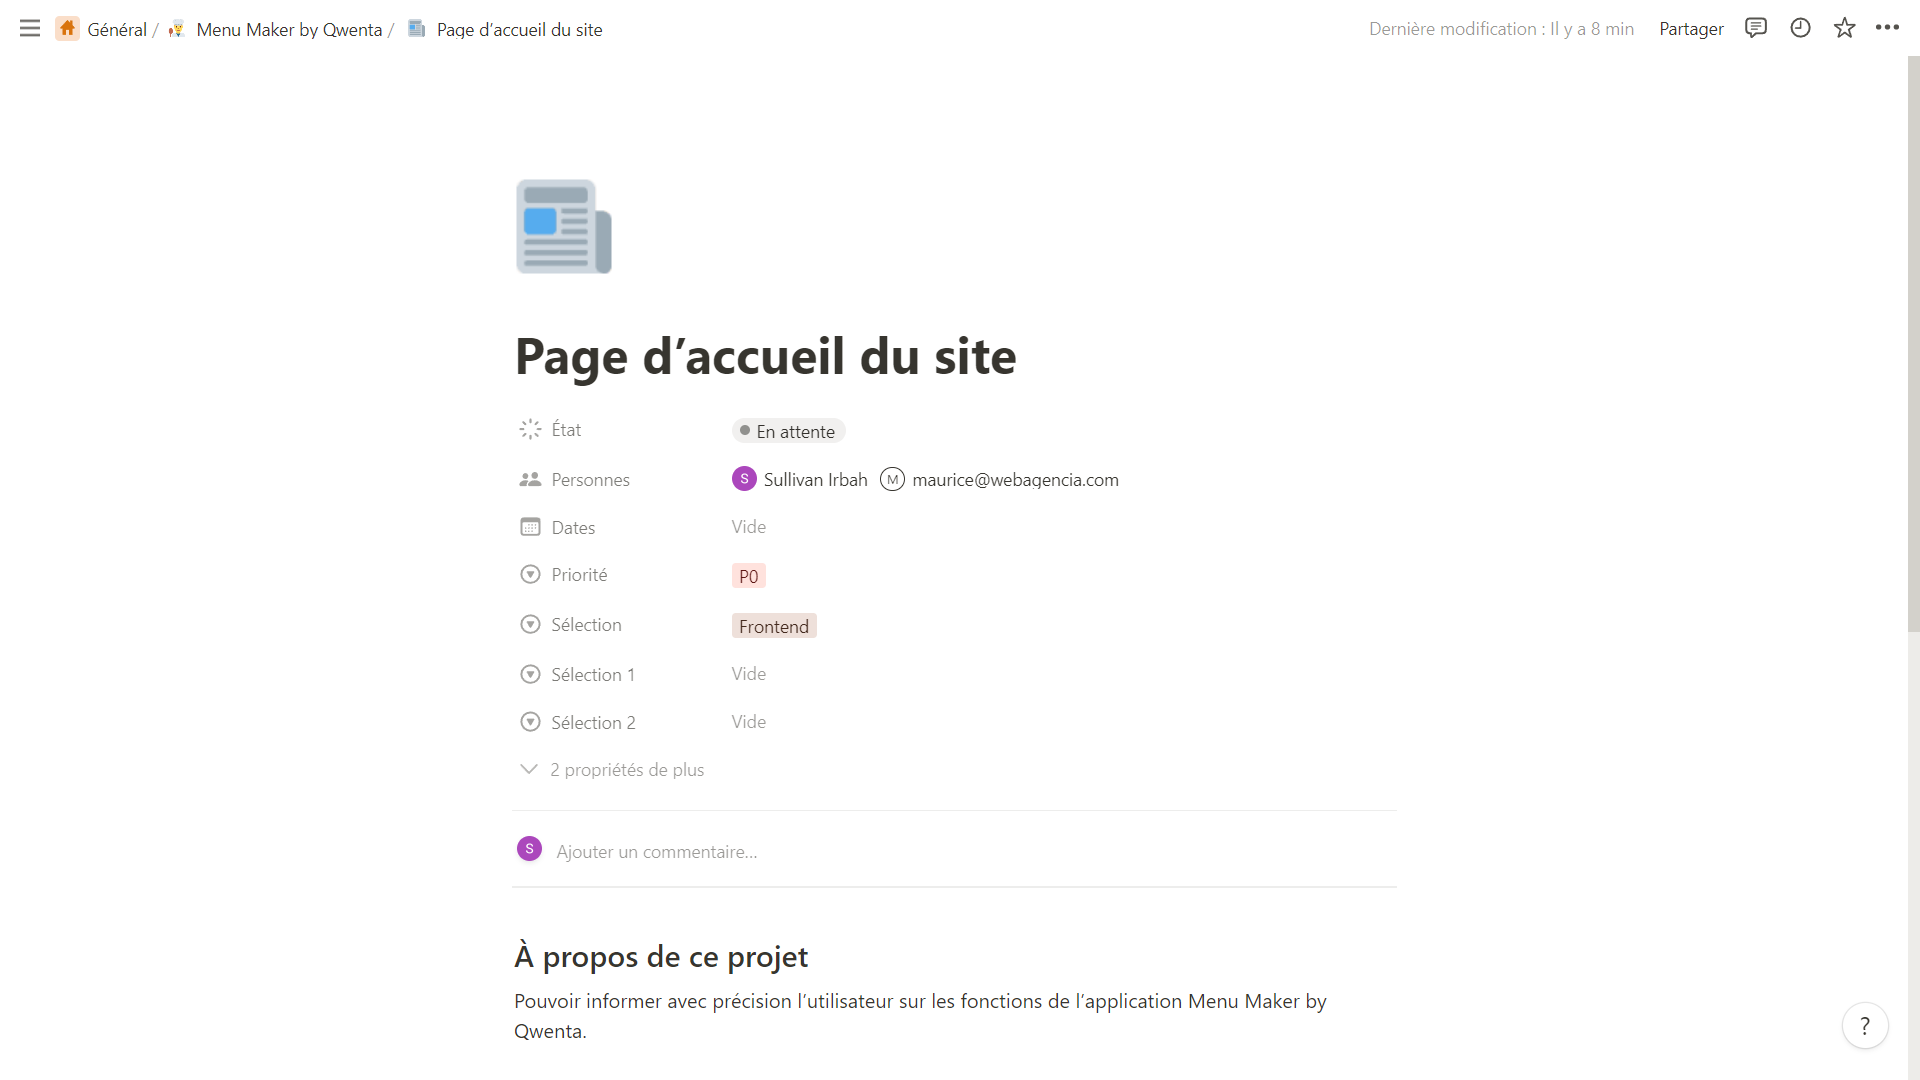 Général / Menu Maker by Qwenta / Page d’accueil du site
Dernière modification : Il y a 8 min Partager
Page d’accueil du site
État En attente
Personnes S Sullivan Irbah M maurice@webagencia.com
Dates Vide
Priorité P0
Sélection Frontend
Sélection 1 Vide
Sélection 2 Vide
2 propriétés de plus
S Ajouter un commentaire...
À propos de ce projet
Pouvoir informer avec précision l’utilisateur sur les fonctions de l’application Menu Maker by
Qwenta.
?